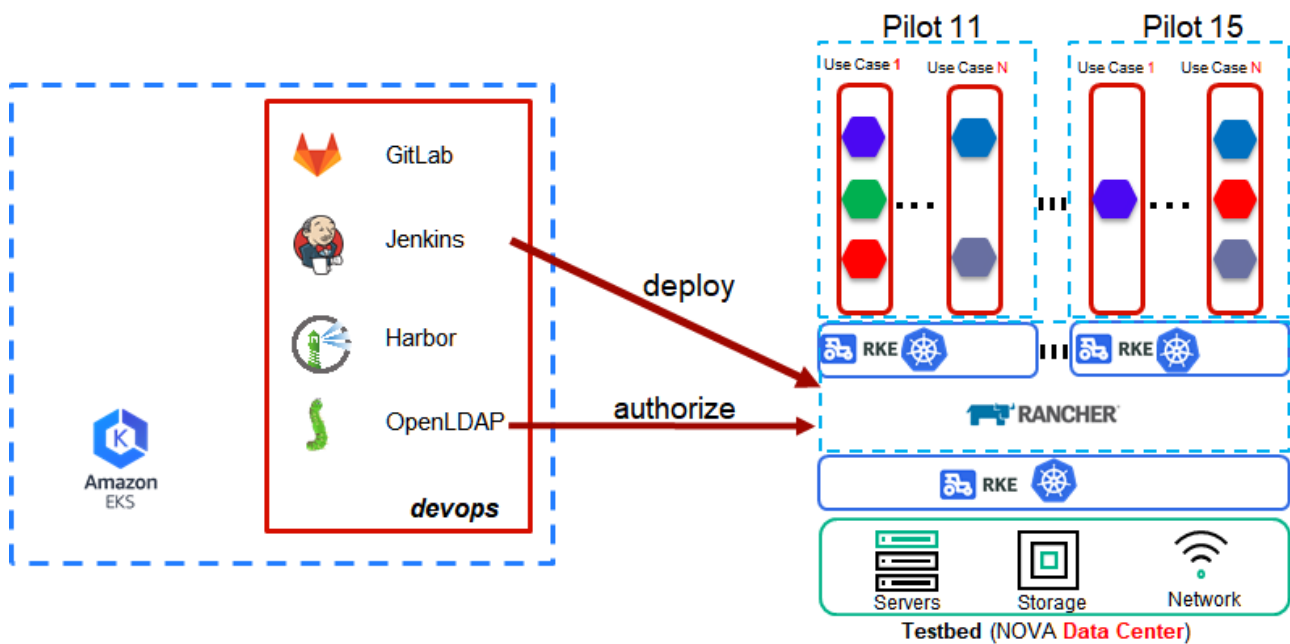 GitLab
Jenkins
Harbor
OpenLDAP
devops
K
Amazon
EKS
deploy
authorize
Pilot 11
Pilot 15
Use Case 1
Use Case N
Use Case 1
Use Case N
RKE
RKE
RANCHER®
RKE
Servers
Storage
Network
Testbed (NOVA Data Center)